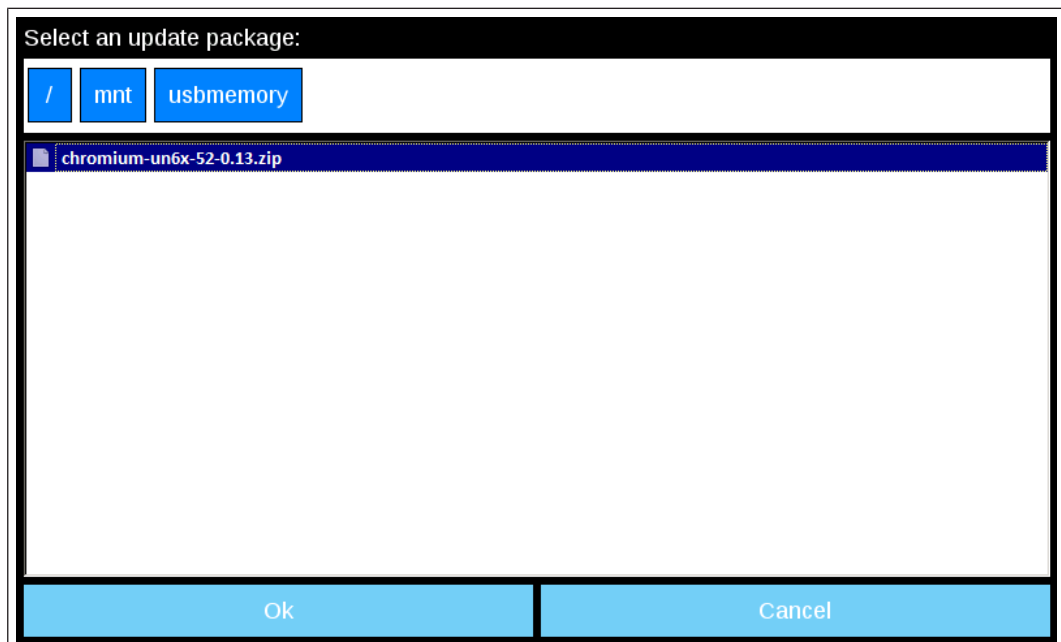 Select an update package:
/ mnt usbmemory
chromium-un6x-52-0.13.zip
Ok Cancel